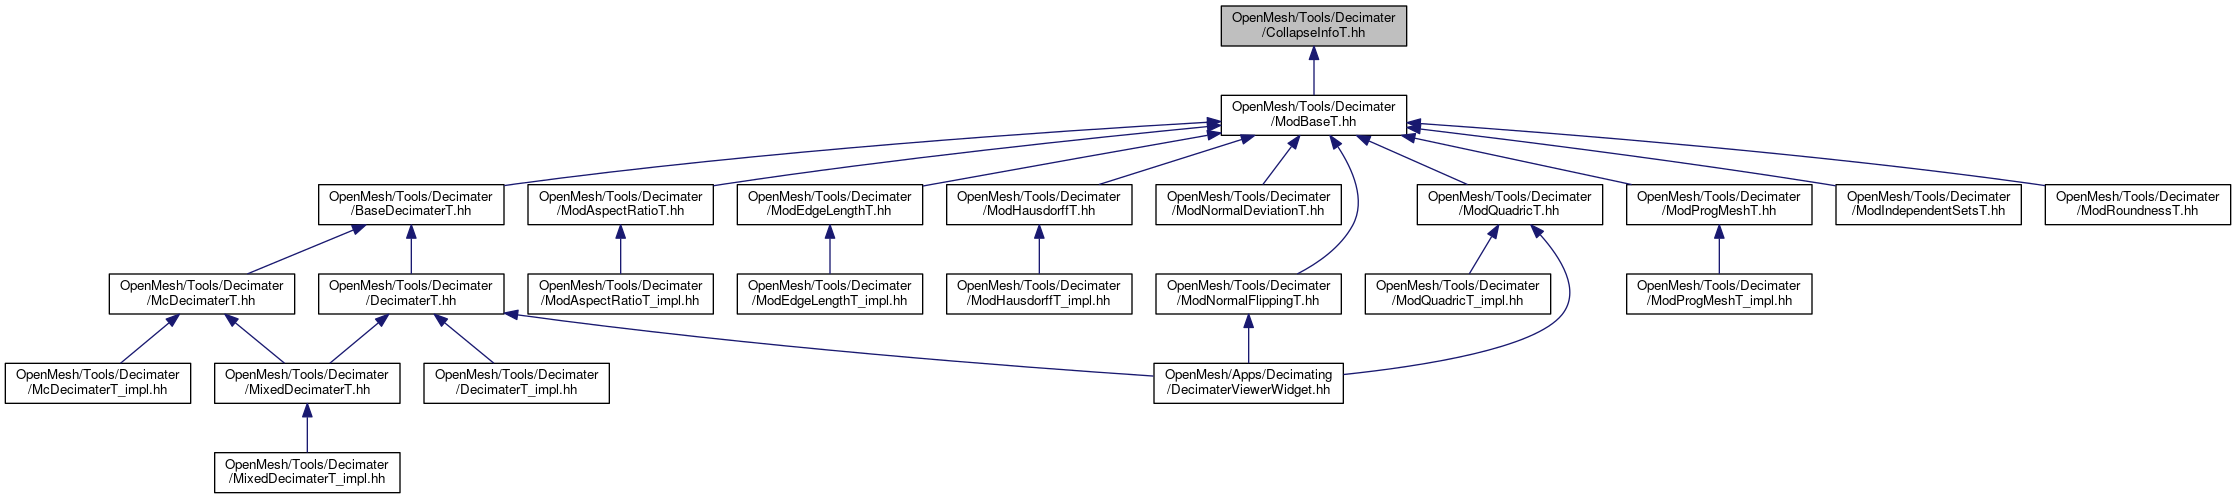 OpenMesh/Tools/Decimater
/CollapseInfoT.hh
OpenMesh/Tools/Decimater
/ModBaseT.hh
OpenMesh/Tools/Decimater
/BaseDecimaterT.hh
OpenMesh/Tools/Decimater
/ModAspectRatioT.hh
OpenMesh/Tools/Decimater
/ModEdgeLengthT.hh
OpenMesh/Tools/Decimater
/ModHausdorffT.hh
OpenMesh/Tools/Decimater
/ModNormalDeviationT.hh
OpenMesh/Tools/Decimater
/ModQuadricT.hh
OpenMesh/Tools/Decimater
/ModProgMeshT.hh
OpenMesh/Tools/Decimater
/ModIndependentSetsT.hh
OpenMesh/Tools/Decimater
/ModRoundnessT.hh
OpenMesh/Tools/Decimater
/McDecimaterT.hh
OpenMesh/Tools/Decimater
/DecimaterT.hh
OpenMesh/Tools/Decimater
/ModAspectRatioT_impl.hh
OpenMesh/Tools/Decimater
/ModEdgeLengthT_impl.hh
OpenMesh/Tools/Decimater
/ModHausdorffT_impl.hh
OpenMesh/Tools/Decimater
/ModNormalFlippingT.hh
OpenMesh/Tools/Decimater
/ModQuadricT_impl.hh
OpenMesh/Tools/Decimater
/ModProgMeshT_impl.hh
OpenMesh/Tools/Decimater
/McDecimaterT_impl.hh
OpenMesh/Tools/Decimater
/MixedDecimaterT.hh
OpenMesh/Tools/Decimater
/DecimaterT_impl.hh
OpenMesh/Apps/Decimating
/DecimaterViewerWidget.hh
OpenMesh/Tools/Decimater
/MixedDecimaterT_impl.hh